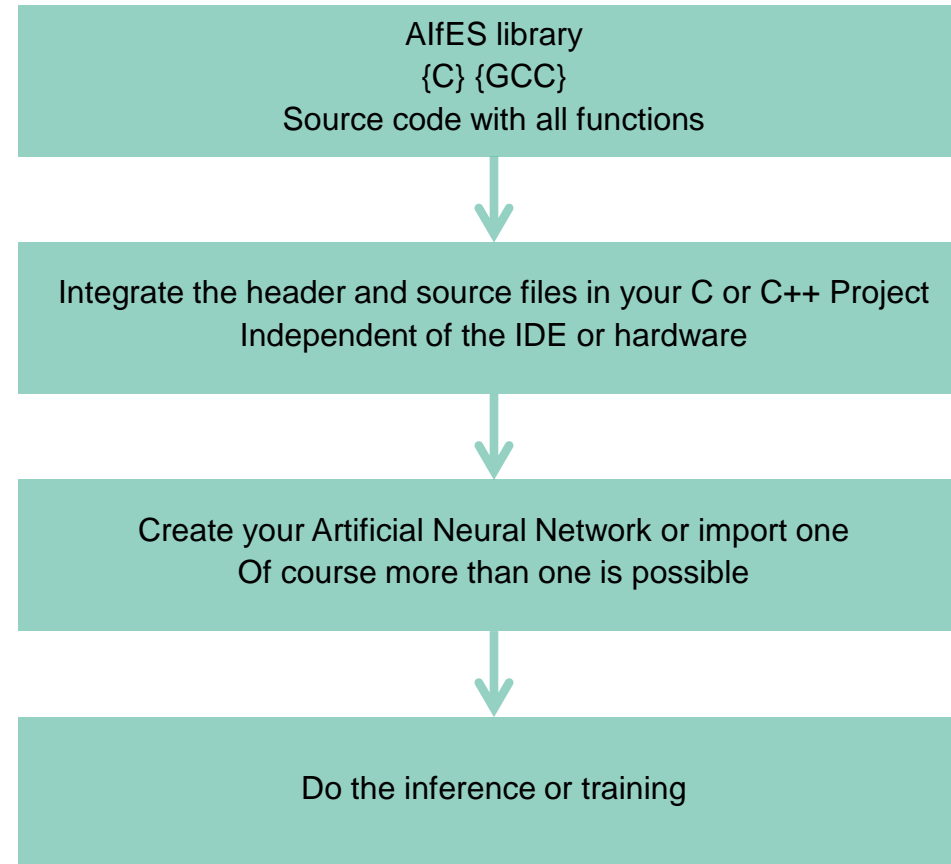 AIfES library
{C} {GCC}
Source code with all functions
Integrate the header and source files in your C or C++ Project
Independent of the IDE or hardware
Create your Artificial Neural Network or import one
Of course more than one is possible
Do the inference or training